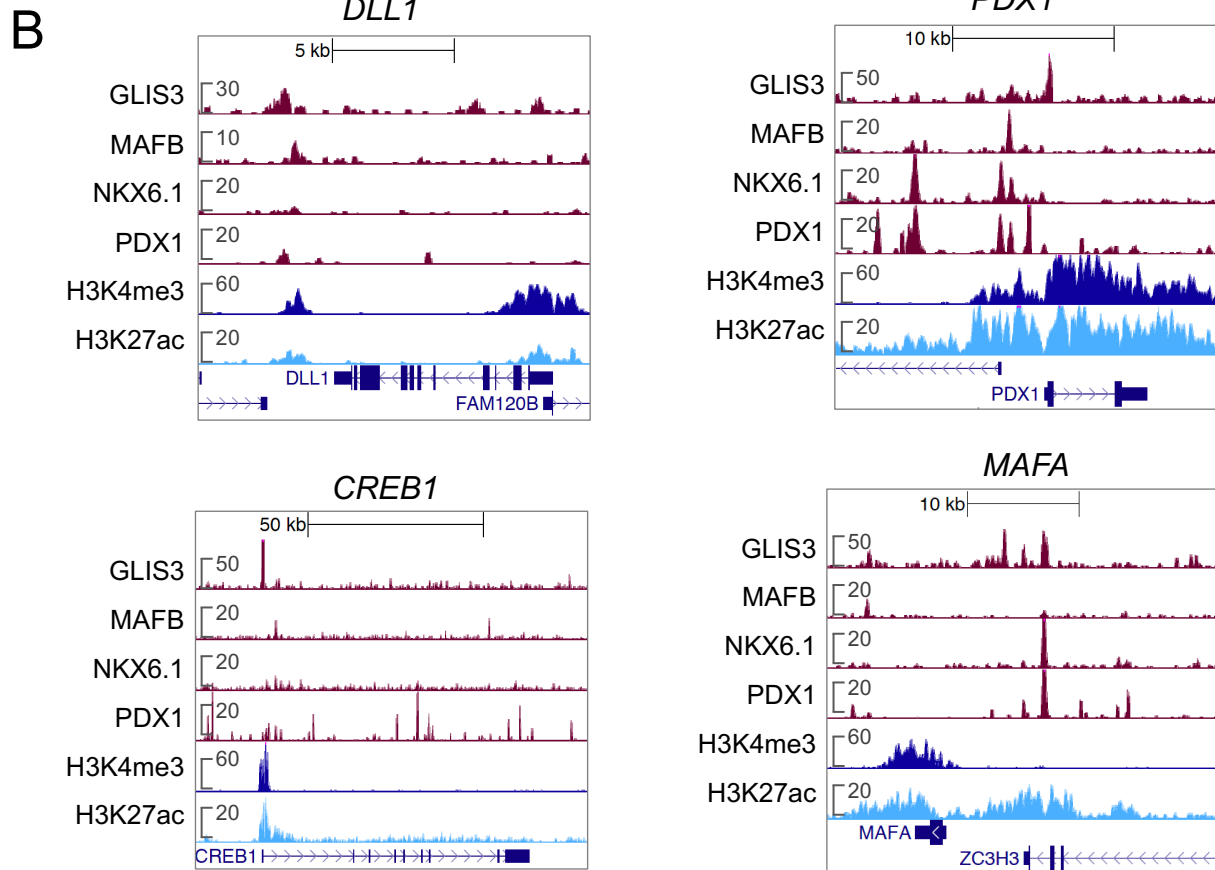 B
DLL1
5 kb
GLIS3
30
MAFB
10
NKX6.1
20
PDX1
20
H3K4me3
60
H3K27ac
20
DLL1
FAM120B
PDX1
10 kb
GLIS3
50
MAFB
20
NKX6.1
20
PDX1
20
H3K4me3
60
H3K27ac
20
PDX1
CREB1
50 kb
GLIS3
50
MAFB
20
NKX6.1
20
PDX1
20
H3K4me3
60
H3K27ac
20
CREB1
MAFA
10 kb
GLIS3
50
MAFB
20
NKX6.1
20
PDX1
20
H3K4me3
60
H3K27ac
20
MAFA
ZC3H3